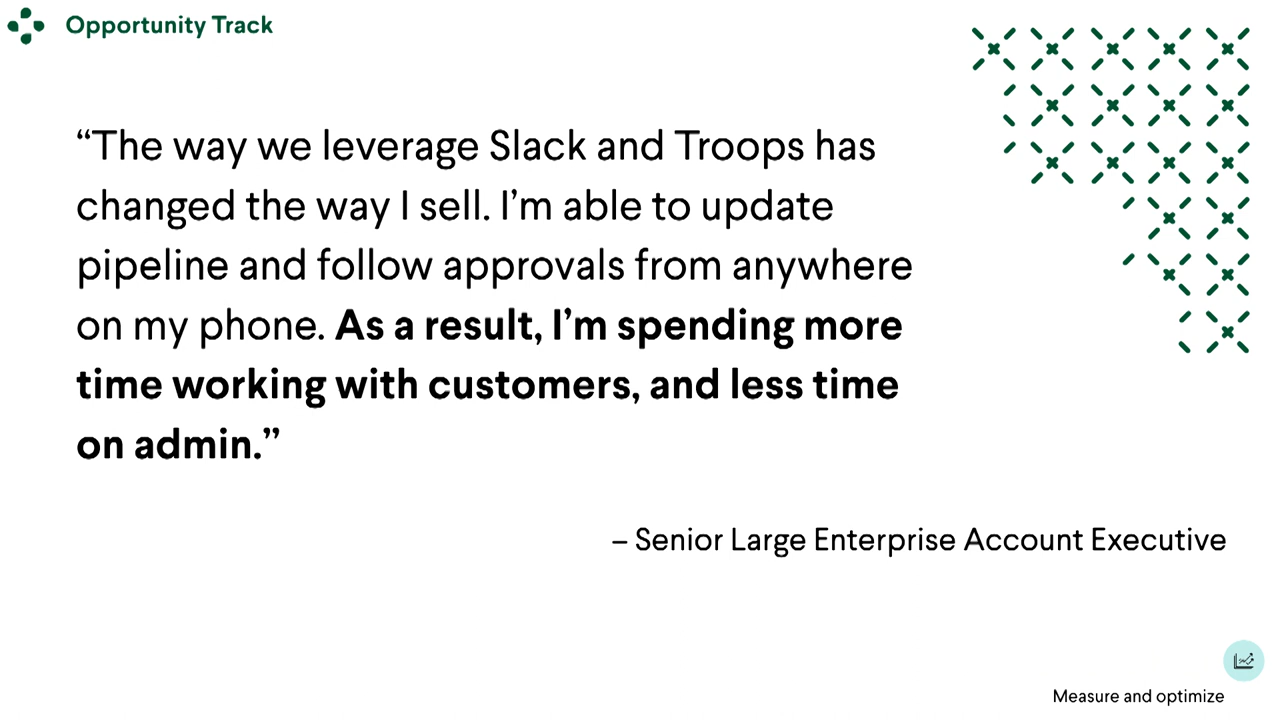 Opportunity Track
“The way we leverage Slack and Troops has
changed the way I sell. I’m able to update
pipeline and follow approvals from anywhere
on my phone. As a result, I’m spending more
time working with customers, and less time
on admin.”
– Senior Large Enterprise Account Executive
Measure and optimize